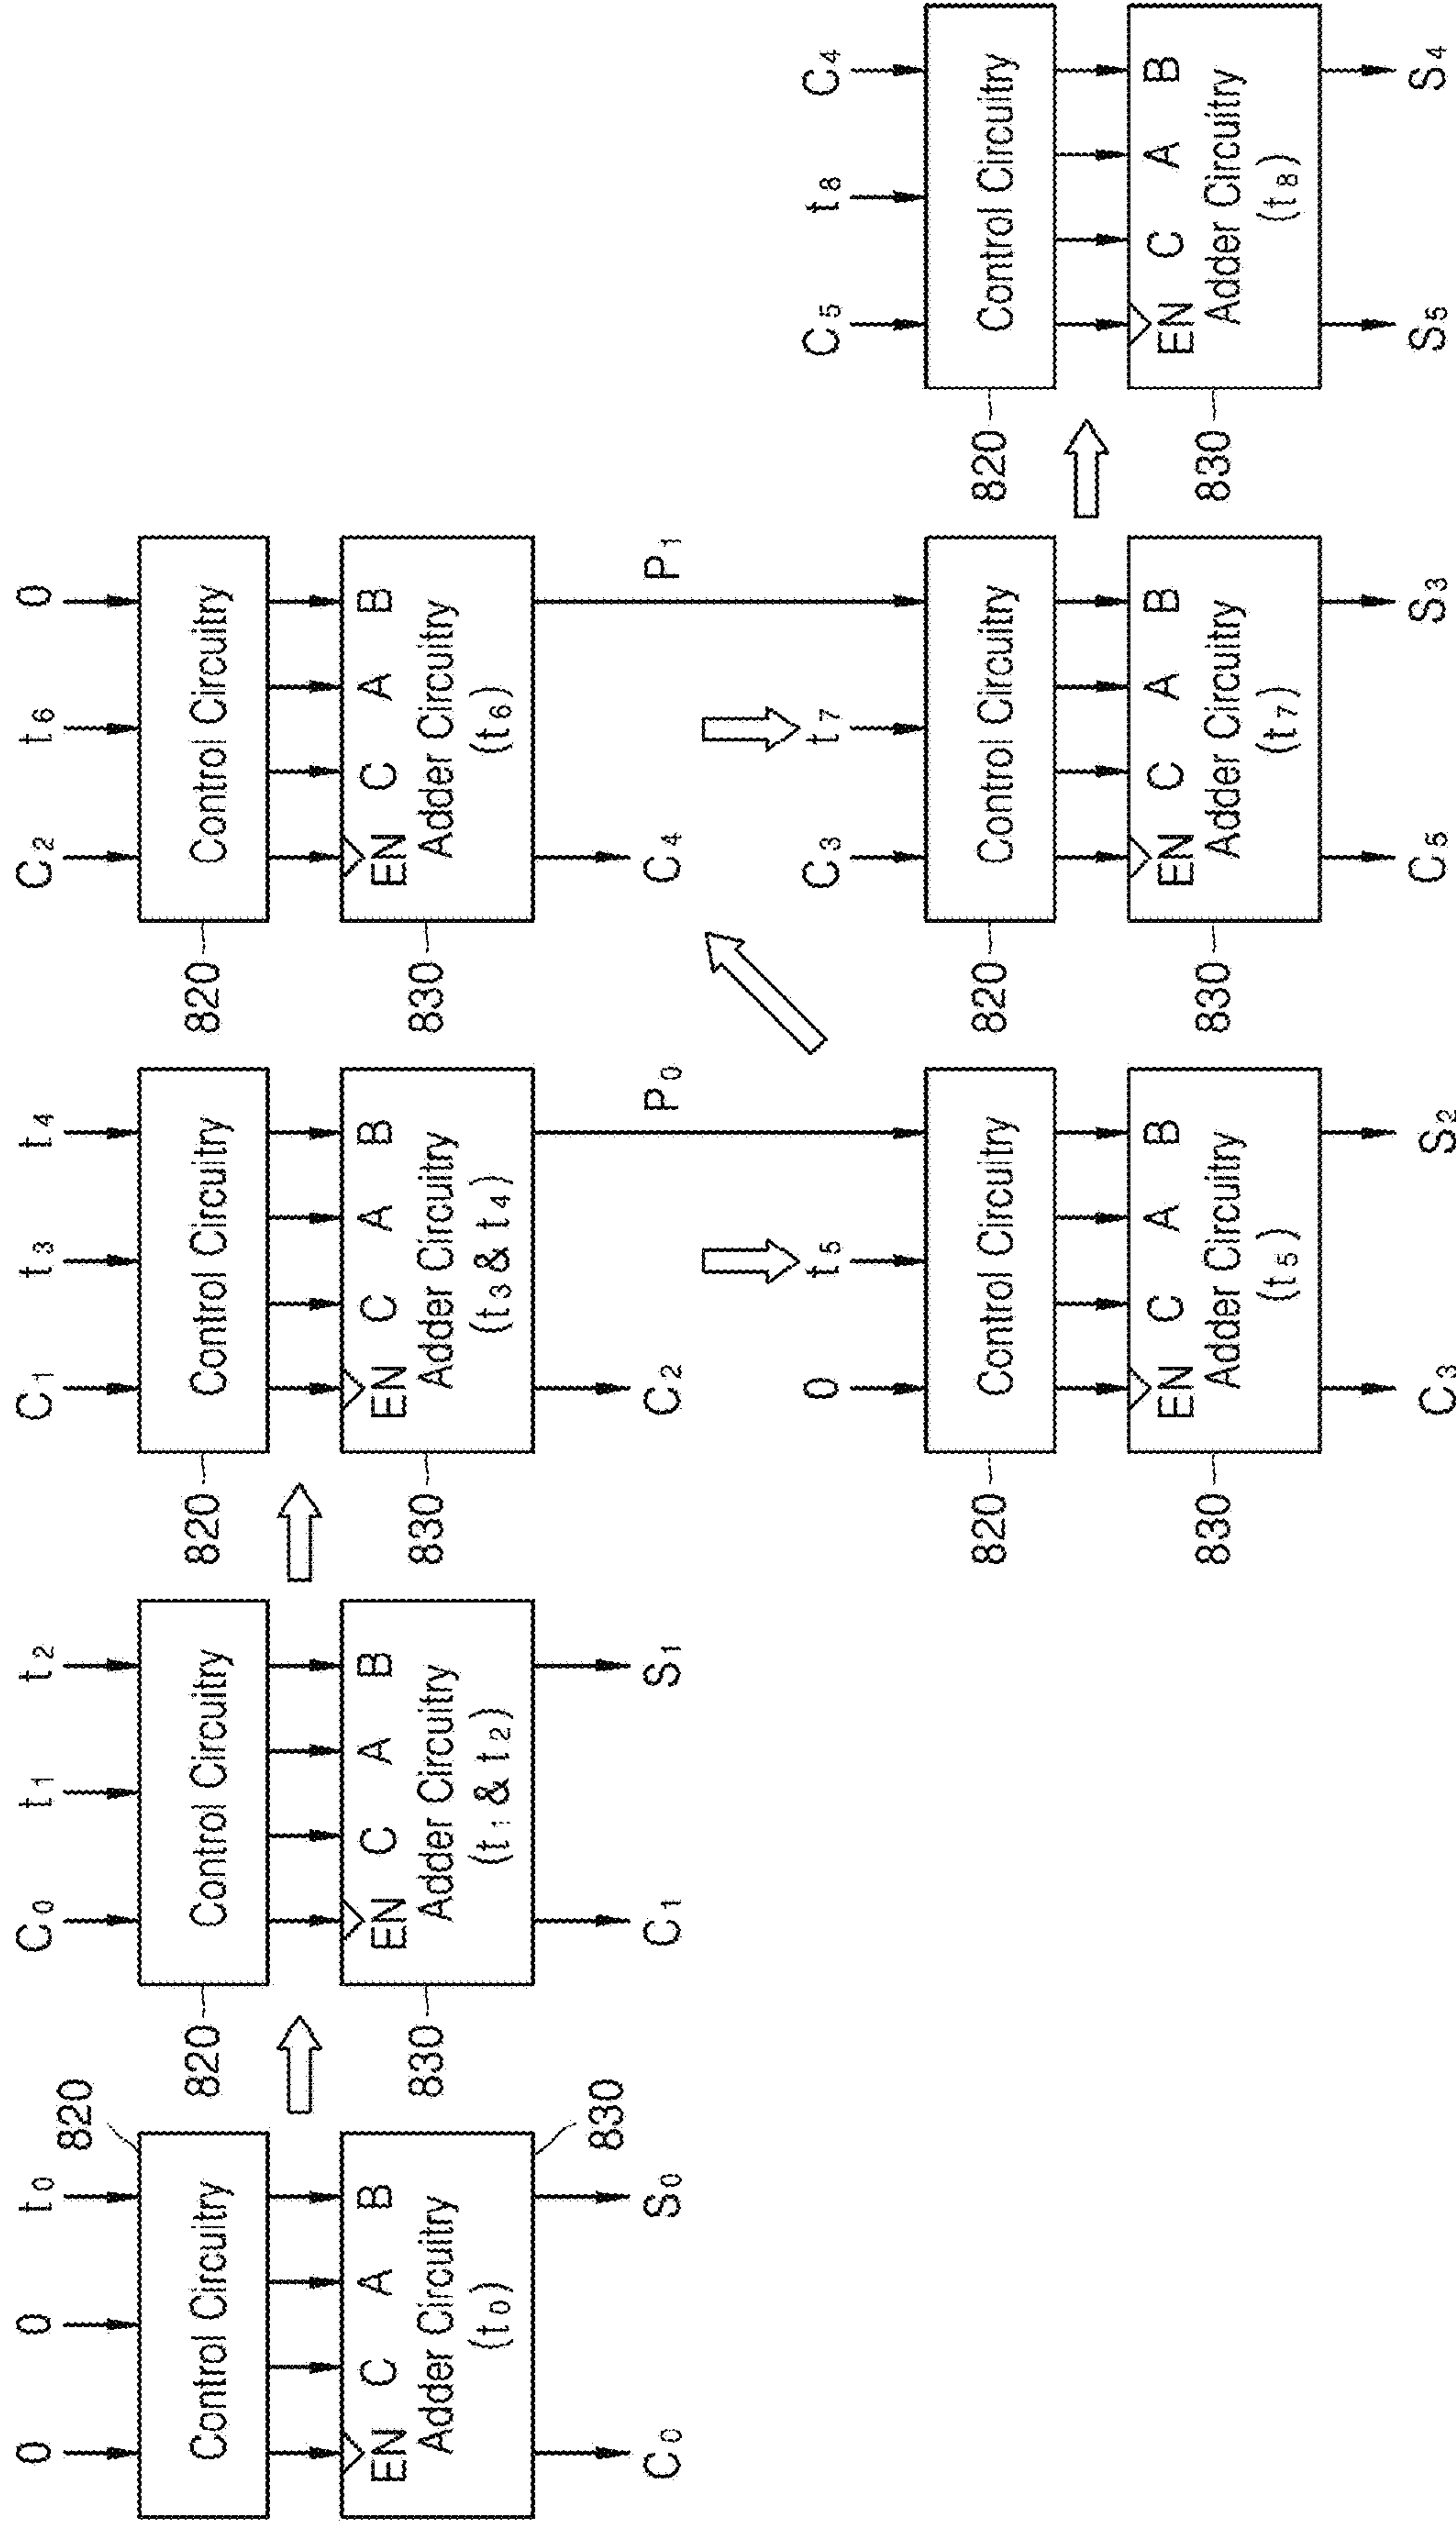 0 0 t₀
820
Control Circuitry
EN C A B
Adder Circuitry
(t₀)
830
C₀ S₀
C₀ t₁ t₂
820
Control Circuitry
830
EN C A B
Adder Circuitry
(t₁ & t₂)
C₁ S₁
C₁ t₃ t₄
820
Control Circuitry
830
EN C A B
Adder Circuitry
(t₃ & t₄)
C₂ P₀
0 t₅
820
Control Circuitry
830
EN C A B
Adder Circuitry
(t₅)
C₃ S₂
C₂ t₆ 0
820
Control Circuitry
830
EN C A B
Adder Circuitry
(t₆)
C₄ P₁
C₃ t₇
820
Control Circuitry
830
EN C A B
Adder Circuitry
(t₇)
C₅ S₃
C₅ t₈ C₄
820
Control Circuitry
830
EN C A B
Adder Circuitry
(t₈)
S₅ S₄